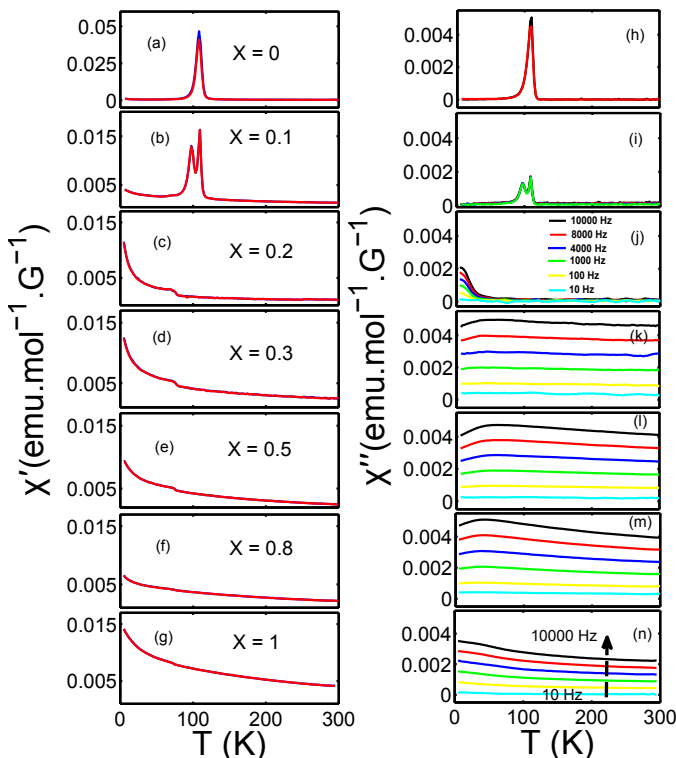 χ′(emu.mol⁻¹.G⁻¹)
0.05
0.025
0
(a)
X = 0
0.015
0.005
(b)
X = 0.1
0.015
0.005
(c)
X = 0.2
0.015
0.005
(d)
X = 0.3
0.015
0.005
(e)
X = 0.5
0.015
0.005
(f)
X = 0.8
0.015
0.005
(g)
X = 1
0 100 200 300
T (K)
χ″(emu.mol⁻¹.G⁻¹)
0.004
0.002
0
(h)
0.004
0.002
0
(i)
0.004
0.002
0
(j)
10000 Hz
8000 Hz
4000 Hz
1000 Hz
100 Hz
10 Hz
0.004
0.002
0
(k)
0.004
0.002
0
(l)
0.004
0.002
0
(m)
0.004
0.002
0
(n)
10000 Hz
10 Hz
0 100 200 300
T (K)